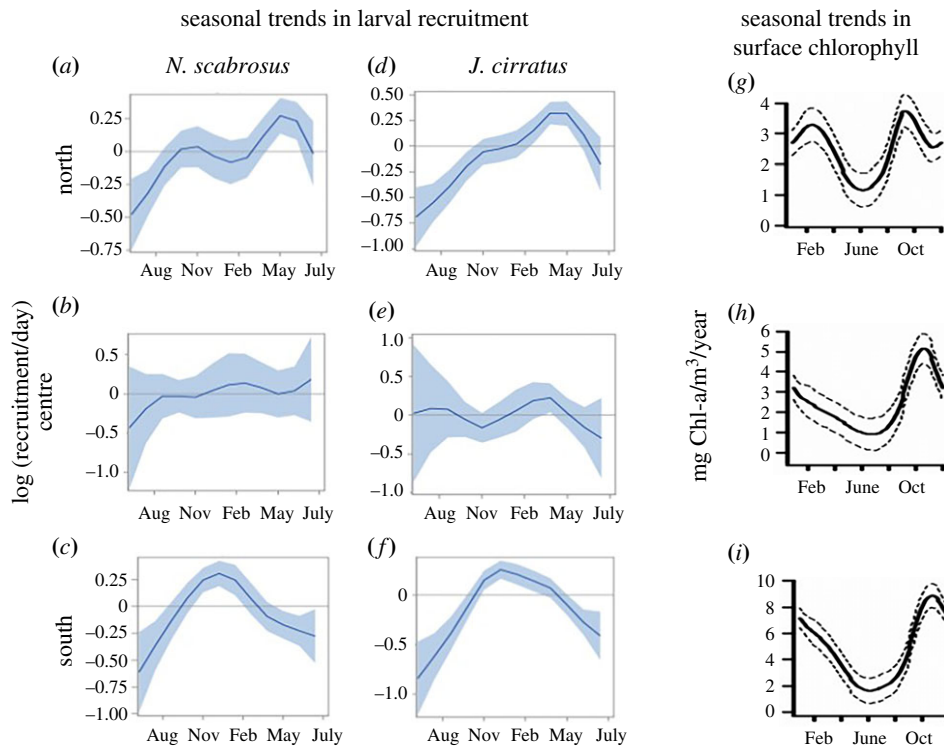 seasonal trends in larval recruitment
seasonal trends in
surface chlorophyll
(a) N. scabrosus
(d) J. cirratus
(g)
north
0.25
0
−0.25
−0.50
−0.75
Aug Nov Feb May July
0.50
0.25
0
−0.25
−0.50
−0.75
−1.00
Aug Nov Feb May July
4
3
2
1
0
Feb June Oct
(b)
(e)
(h)
log (recruitment/day)
centre
0.5
0
−0.5
−1.0
Aug Nov Feb May July
1.0
0.5
0
−0.5
−1.0
Aug Nov Feb May July
mg Chl-a/m³/year
6
5
4
3
2
1
0
Feb June Oct
(c)
(f)
(i)
south
0.25
0
−0.25
−0.50
−0.75
−1.00
Aug Nov Feb May July
0
−0.5
−1.0
Aug Nov Feb May July
10
8
6
4
2
0
Feb June Oct